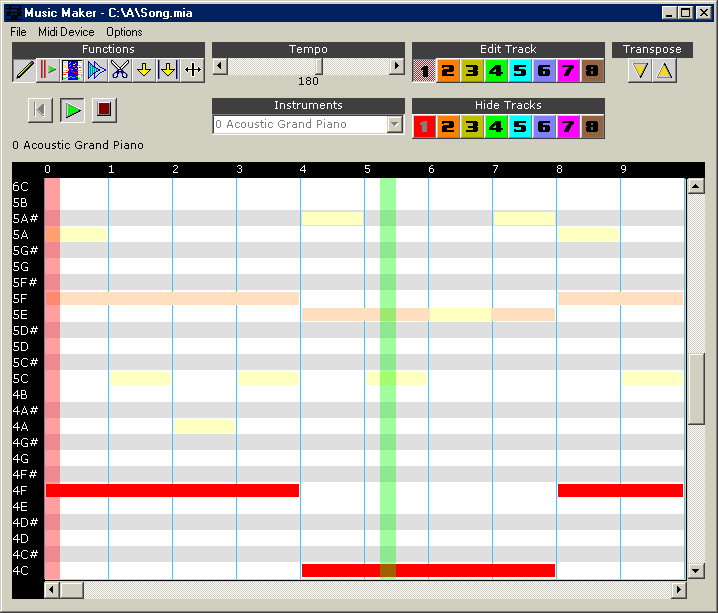 Music Maker - C:\A\Song.mia
File Midi Device Options
Functions Tempo Edit Track Transpose
1 2 3 4 5 6 7 8
180
Instruments Hide Tracks
0 Acoustic Grand Piano 1 2 3 4 5 6 7 8
0 Acoustic Grand Piano
0 1 2 3 4 5 6 7 8 9
6C
5B
5A#
5A
5G#
5G
5F#
5F
5E
5D#
5D
5C#
5C
4B
4A#
4A
4G#
4G
4F#
4F
4E
4D#
4D
4C#
4C